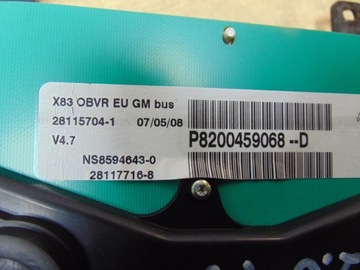 X83 OBVR EU GM bus
28115704-1 07/05/08
V4.7
P8200459068--D
NS8594643-0
28117716-8